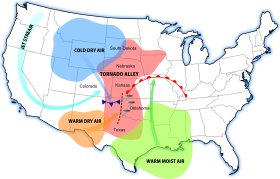 JET STREAM
COLD DRY AIR
South Dakota
Nebraska
TORNADO ALLEY
Colorado
Kansas
Oklahoma
WARM DRY AIR
Texas
WARM MOIST AIR